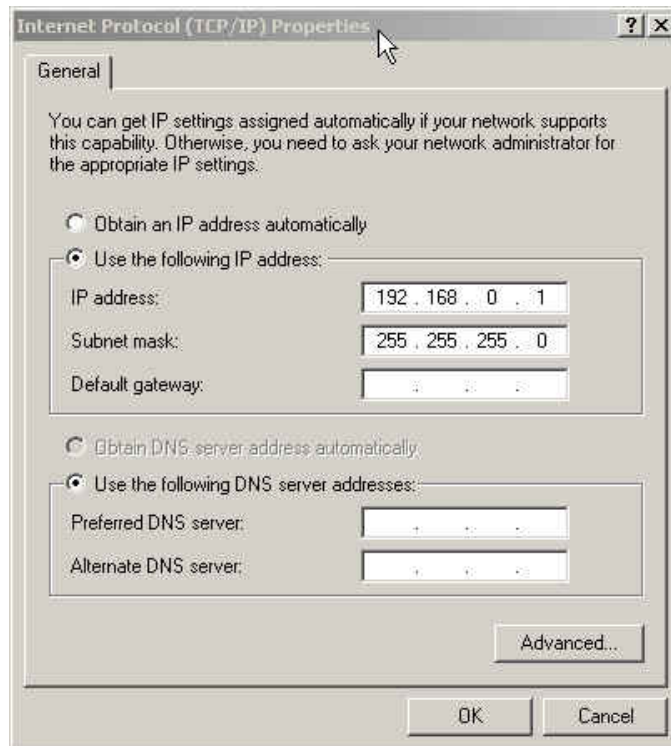 Internet Protocol (TCP/IP) Properties
General
You can get IP settings assigned automatically if your network supports
this capability. Otherwise, you need to ask your network administrator for
the appropriate IP settings.
Obtain an IP address automatically
Use the following IP address:
IP address: 192 . 168 . 0 . 1
Subnet mask: 255 . 255 . 255 . 0
Default gateway: . . .
Obtain DNS server address automatically
Use the following DNS server addresses:
Preferred DNS server: . . .
Alternate DNS server: . . .
Advanced...
OK Cancel